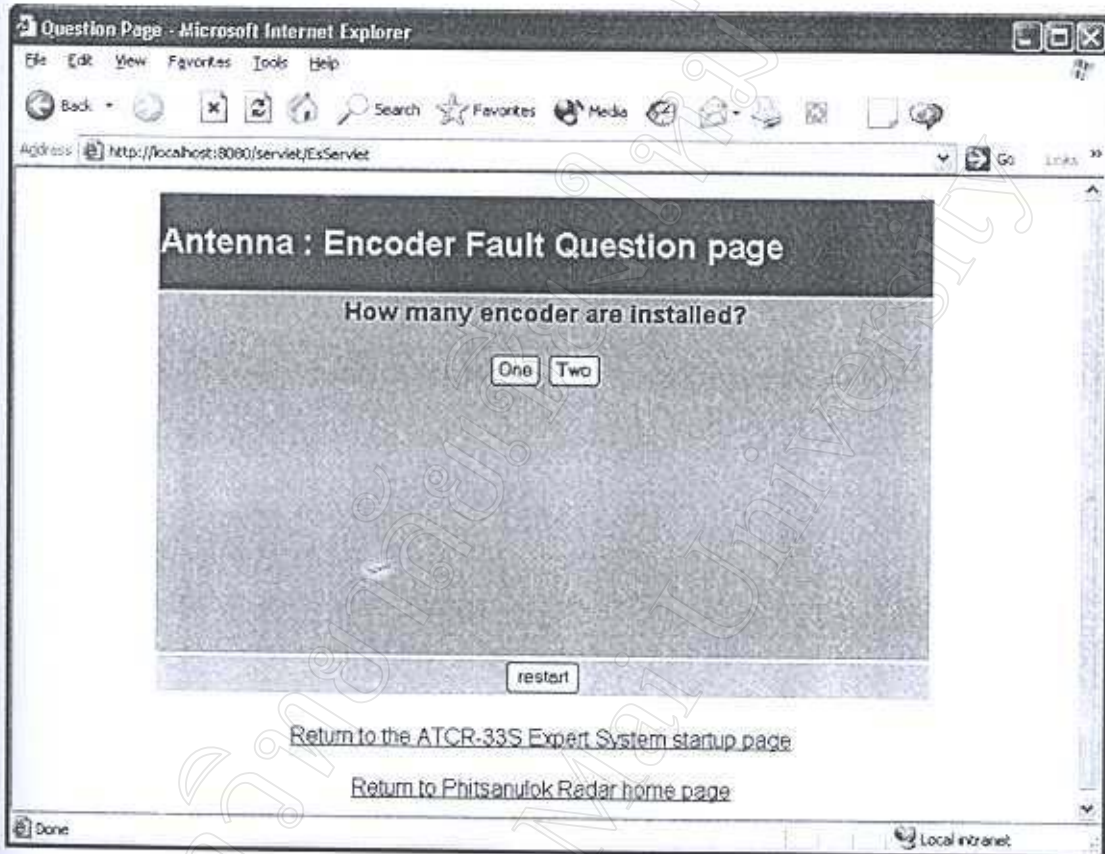 Question Page - Microsoft Internet Explorer
File Edit View Favorites Tools Help
Back Search Favorites Media
Address http://localhost:8080/servlet/EsServlet Go Links »
Antenna : Encoder Fault Question page
How many encoder are installed?
One Two
restart
Return to the ATCR-33S Expert System startup page
Return to Phitsanulok Radar home page
Done Local intranet
University